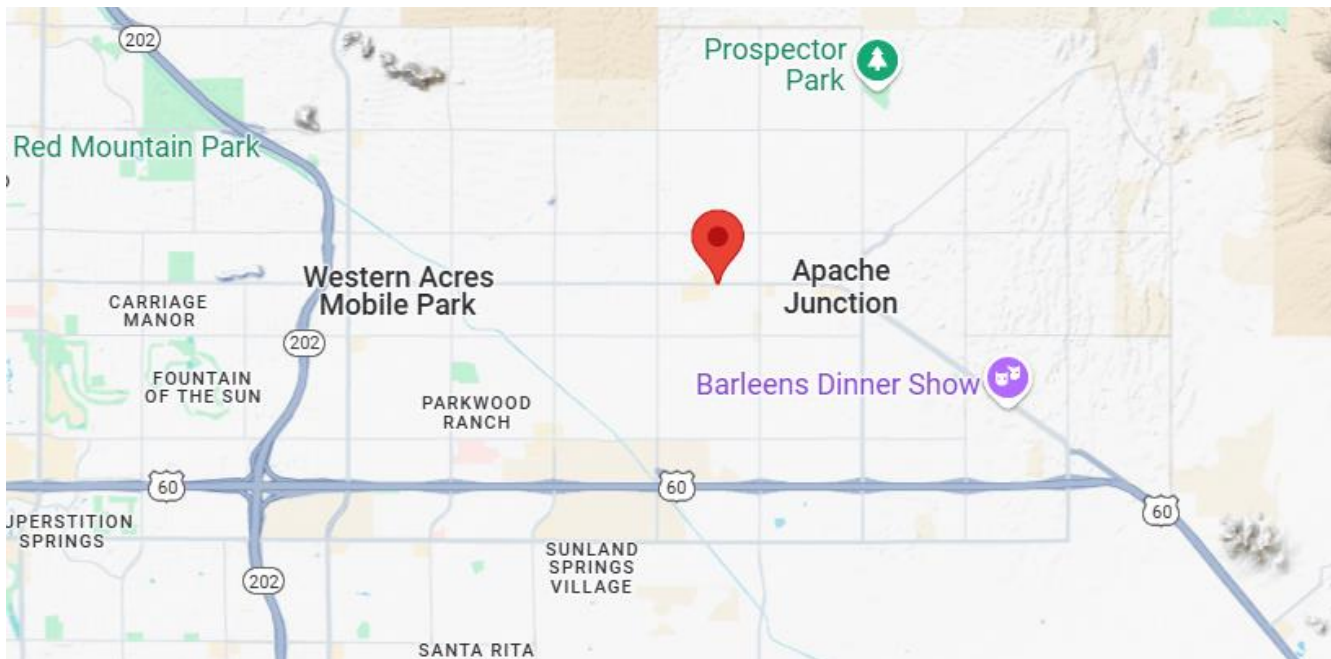 202
Prospector
Park
Red Mountain Park
Western Acres
Mobile Park
Apache
Junction
CARRIAGE
MANOR
202
FOUNTAIN
OF THE SUN
Barleens Dinner Show
PARKWOOD
RANCH
60
60
60
UPERSTITION
SPRINGS
SUNLAND
SPRINGS
VILLAGE
202
SANTA RITA